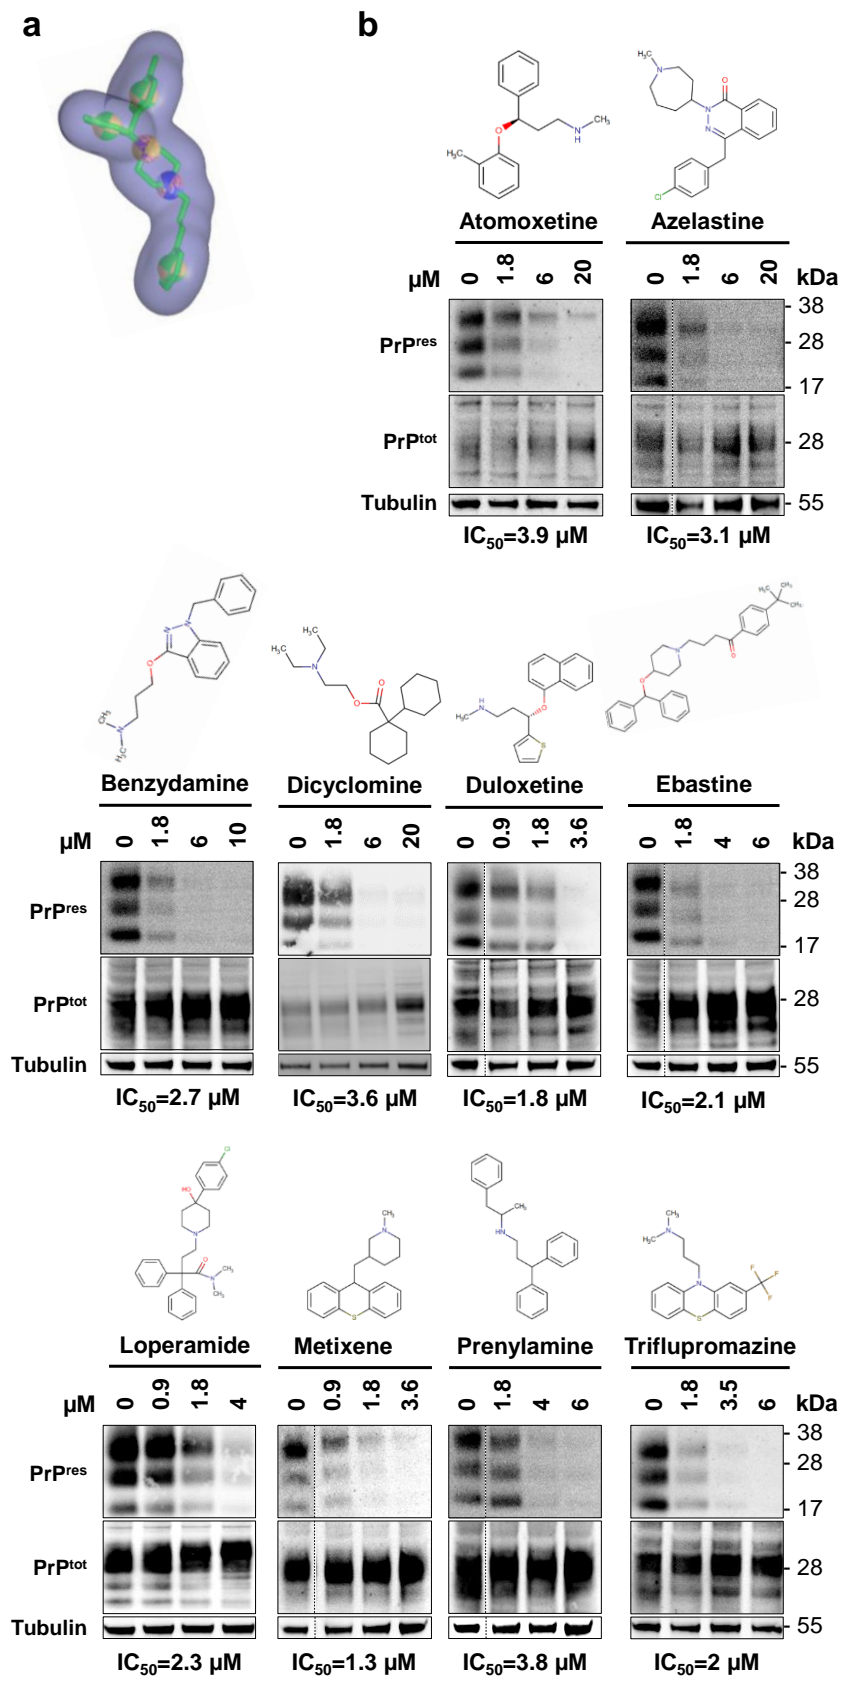 a
b
Atomoxetine
Azelastine
µM 0 1.8 6 20 0 1.8 6 20 kDa
PrPres
38
28
17
PrPtot
28
Tubulin
55
IC50=3.9 µM IC50=3.1 µM
Benzydamine
Dicyclomine
Duloxetine
Ebastine
µM 0 1.8 6 10 0 1.8 6 20 0 0.9 1.8 3.6 0 1.8 4 6 kDa
PrPres
38
28
17
PrPtot
28
Tubulin
55
IC50=2.7 µM IC50=3.6 µM IC50=1.8 µM IC50=2.1 µM
Loperamide
Metixene
Prenylamine
Triflupromazine
µM 0 0.9 1.8 4 0 0.9 1.8 3.6 0 1.8 4 6 0 1.8 3.5 6 kDa
PrPres
38
28
17
PrPtot
28
Tubulin
55
IC50=2.3 µM IC50=1.3 µM IC50=3.8 µM IC50=2 µM